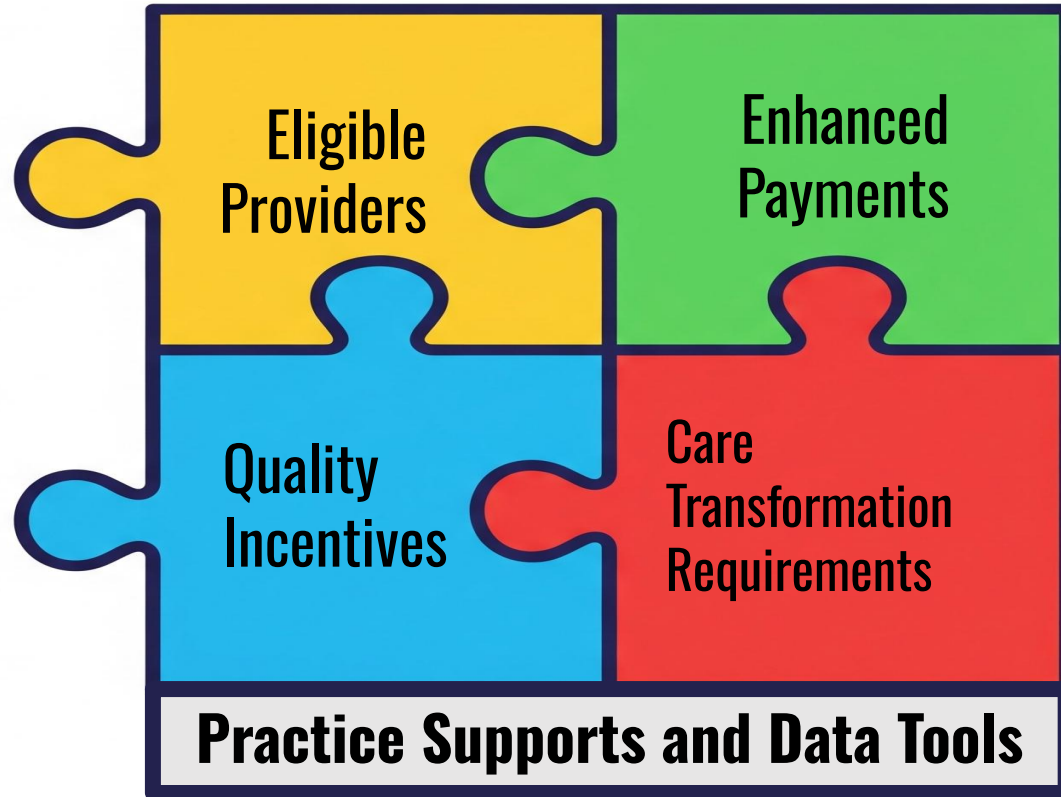 Eligible
Providers
Enhanced
Payments
Quality
Incentives
Care
Transformation
Requirements
Practice Supports and Data Tools